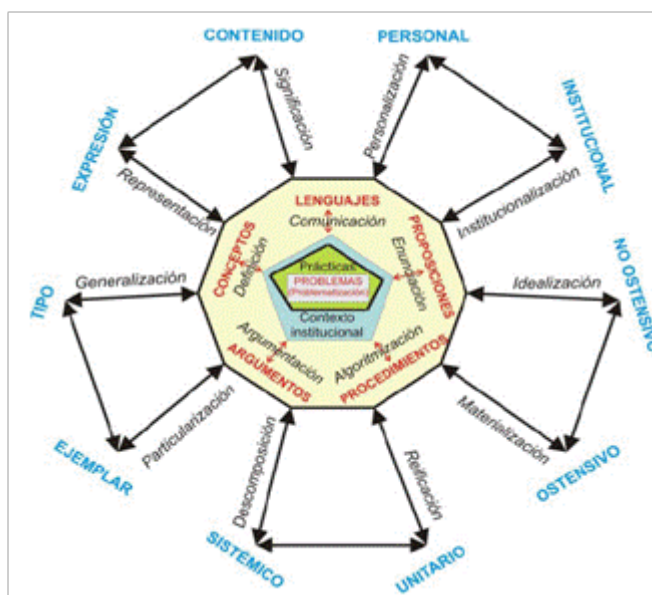 CONTENIDO
PERSONAL
Significación
Personalización
EXPRESIÓN
INSTITUCIONAL
Representación
Institucionalización
LENGUAJES
Comunicación
CONCEPTOS
Definición
PROPOSICIONES
Enunciación
Prácticas
PROBLEMAS
(Problematización)
Contexto
institucional
Generalización
Idealización
TIPO
NO OSTENSIVO
Argumentación
ARGUMENTOS
Algoritmización
PROCEDIMIENTOS
Particularización
Materialización
EJEMPLAR
OSTENSIVO
Descomposición
Reificación
SISTÉMICO
UNITARIO